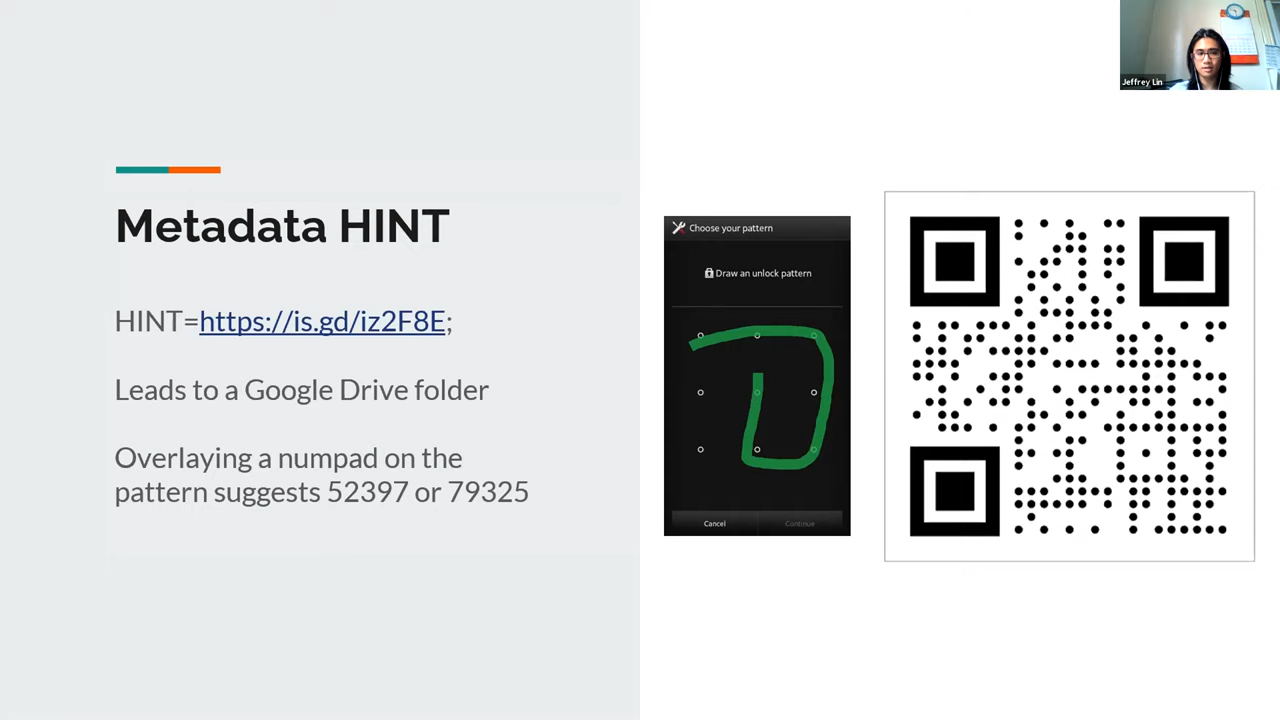 Metadata HINT
HINT=https://is.gd/iz2F8E;
Leads to a Google Drive folder
Overlaying a numpad on the
pattern suggests 52397 or 79325
Choose your pattern
Draw an unlock pattern
Cancel
Continue
Jeffrey Lin